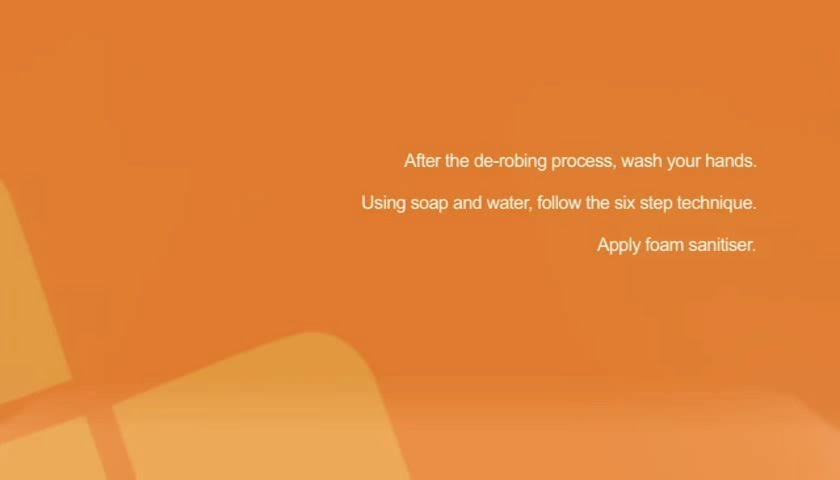 After the de-robing process, wash your hands.
Using soap and water, follow the six step technique.
Apply foam sanitiser.